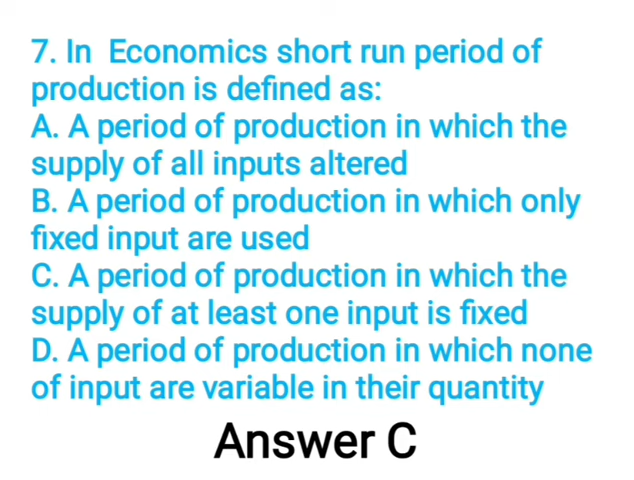 7. In Economics short run period of
production is defined as:
A. A period of production in which the
supply of all inputs altered
B. A period of production in which only
fixed input are used
C. A period of production in which the
supply of at least one input is fixed
D. A period of production in which none
of input are variable in their quantity
Answer C